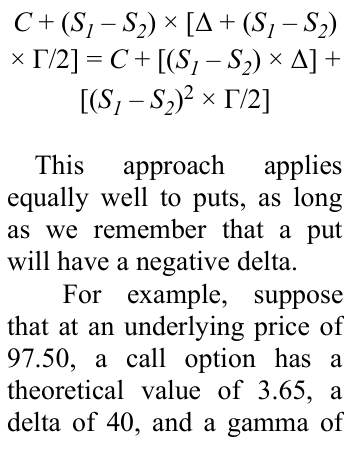 C + (S₁ – S₂) × [Δ + (S₁ – S₂)
× Γ/2] = C + [(S₁ – S₂) × Δ] +
[(S₁ – S₂)² × Γ/2]
This approach applies
equally well to puts, as long
as we remember that a put
will have a negative delta.
For example, suppose
that at an underlying price of
97.50, a call option has a
theoretical value of 3.65, a
delta of 40, and a gamma of